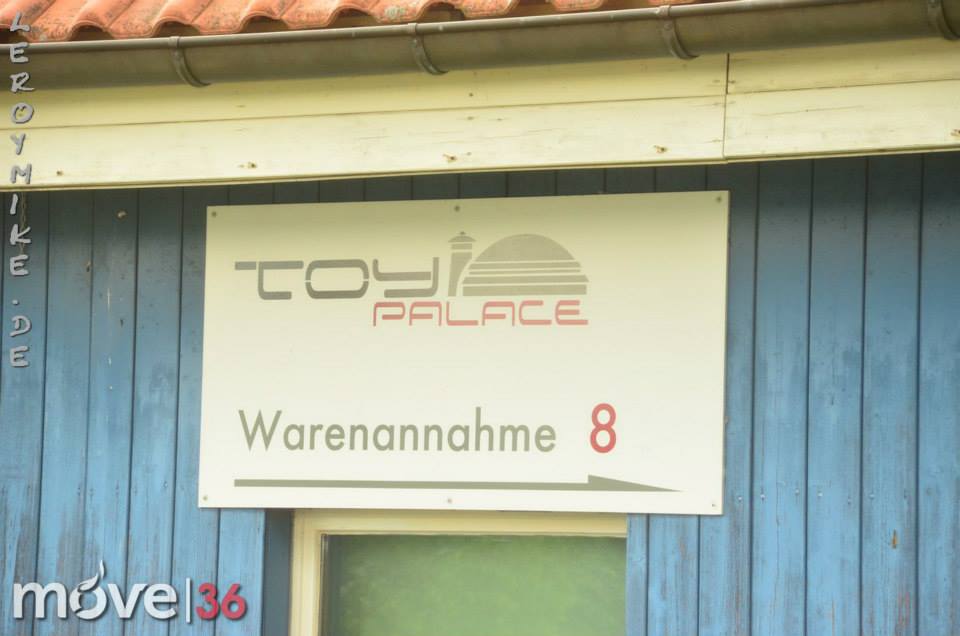 LEROYMIKE.DE
TOY
PALACE
Warenannahme 8
move|36